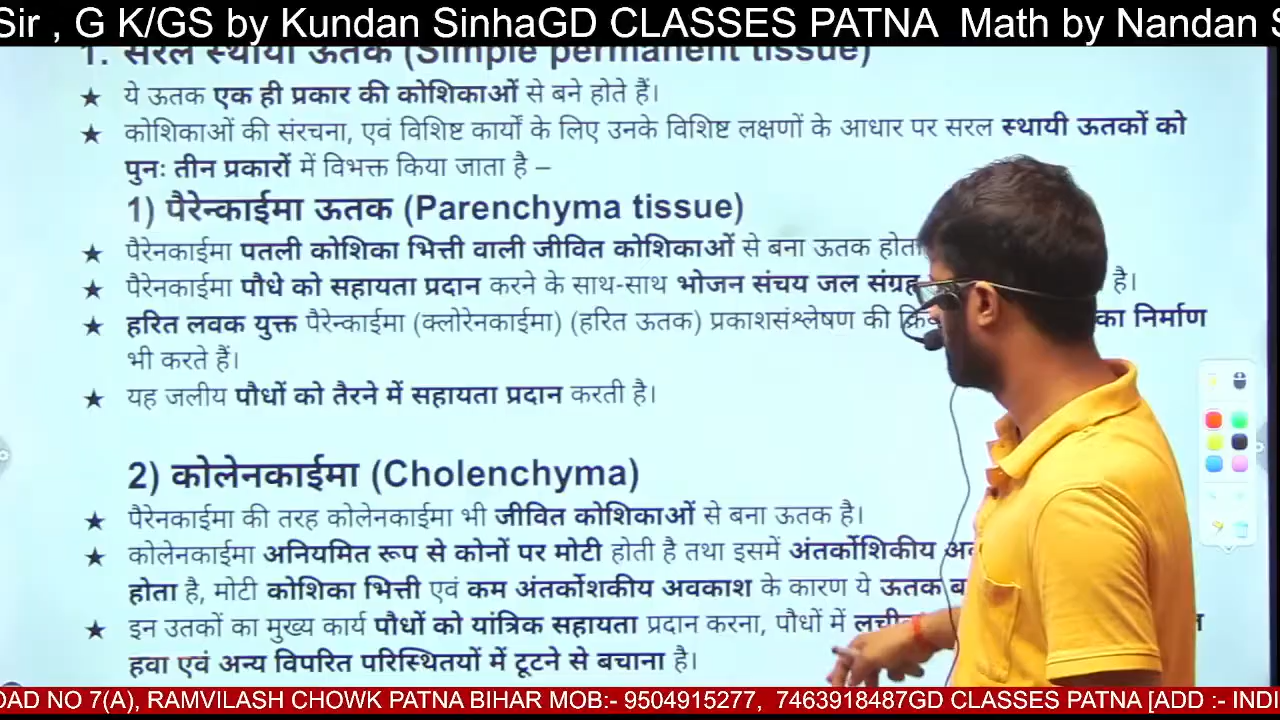 Sir , G K/GS by Kundan SinhaGD CLASSES PATNA  Math by Nandan S
1. सरल स्थायी ऊतक (Simple permanent tissue)
★ ये ऊतक एक ही प्रकार की कोशिकाओं से बने होते हैं।
★ कोशिकाओं की संरचना, एवं विशिष्ट कार्यों के लिए उनके विशिष्ट लक्षणों के आधार पर सरल स्थायी ऊतकों को
पुनः तीन प्रकारों में विभक्त किया जाता है –
1) पैरेन्काईमा ऊतक (Parenchyma tissue)
★ पैरेनकाईमा पतली कोशिका भित्ती वाली जीवित कोशिकाओं से बना ऊतक होता
★ पैरेनकाईमा पौधे को सहायता प्रदान करने के साथ-साथ भोजन संचय जल संग्रह है।
★ हरित लवक युक्त पैरेन्काईमा (क्लोरेनकाईमा) (हरित ऊतक) प्रकाशसंश्लेषण की का निर्माण
भी करते हैं।
★ यह जलीय पौधों को तैरने में सहायता प्रदान करती है।
2) कोलेनकाईमा (Cholenchyma)
★ पैरेनकाईमा की तरह कोलेनकाईमा भी जीवित कोशिकाओं से बना ऊतक है।
★ कोलेनकाईमा अनियमित रूप से कोनों पर मोटी होती है तथा इसमें अंतर्कोशिकीय
होता है, मोटी कोशिका भित्ती एवं कम अंतर्कोशकीय अवकाश के कारण ये ऊतक
★ इन उतकों का मुख्य कार्य पौधों को यांत्रिक सहायता प्रदान करना, पौधों में
हवा एवं अन्य विपरित परिस्थितयों में टूटने से बचाना है।
OAD NO 7(A), RAMVILASH CHOWK PATNA BIHAR MOB:- 9504915277,  7463918487GD CLASSES PATNA [ADD :- INDI